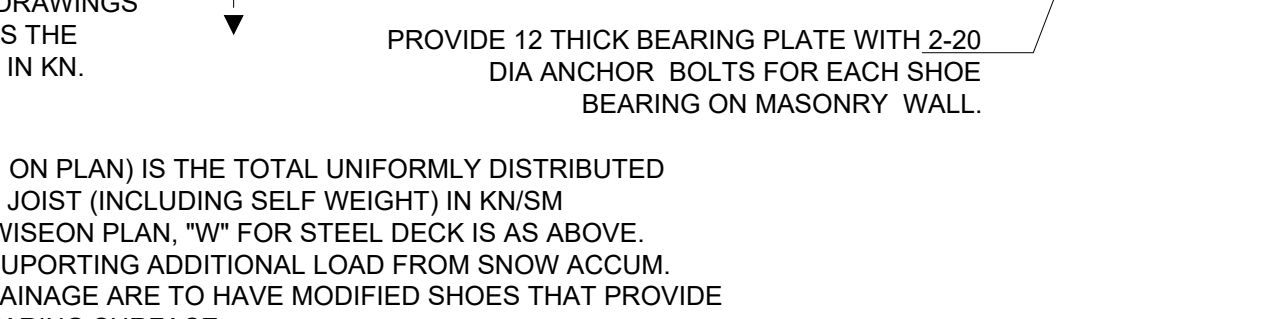 DRAWINGS
S THE
IN KN.
PROVIDE 12 THICK BEARING PLATE WITH 2-20
DIA ANCHOR BOLTS FOR EACH SHOE
BEARING ON MASONRY WALL.
ON PLAN) IS THE TOTAL UNIFORMLY DISTRIBUTED
JOIST (INCLUDING SELF WEIGHT) IN KN/SM
WISEON PLAN, "W" FOR STEEL DECK IS AS ABOVE.
UPORTING ADDITIONAL LOAD FROM SNOW ACCUM.
AINAGE ARE TO HAVE MODIFIED SHOES THAT PROVIDE